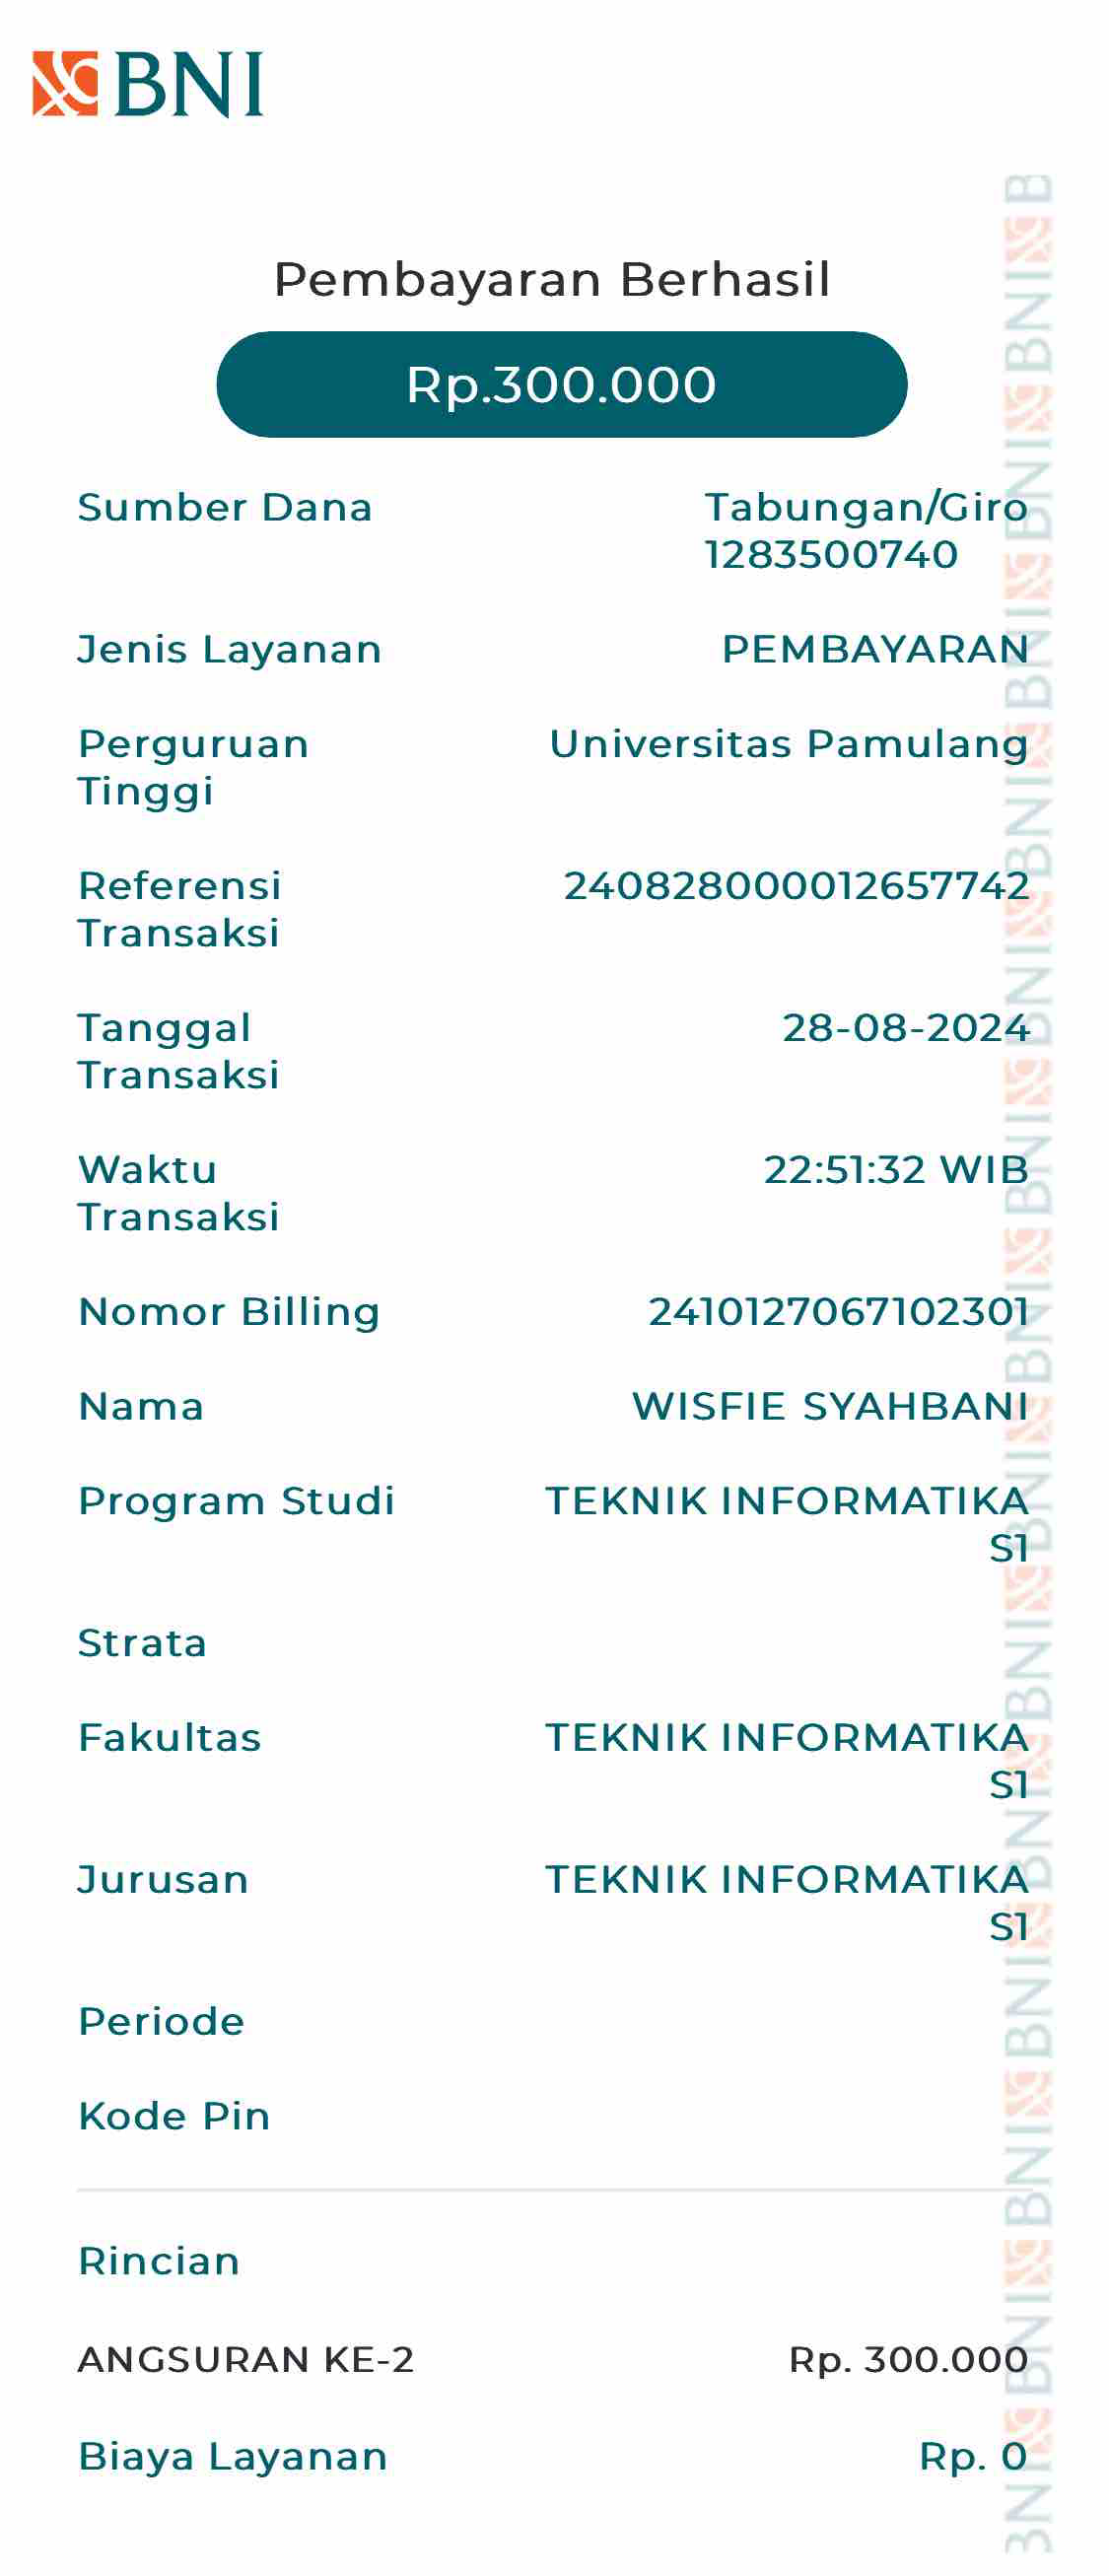 BNI
Pembayaran Berhasil
Rp.300.000
Sumber Dana Tabungan/Giro
1283500740
Jenis Layanan PEMBAYARAN
Perguruan Universitas Pamulang
Tinggi
Referensi 240828000012657742
Transaksi
Tanggal 28-08-2024
Transaksi
Waktu 22:51:32 WIB
Transaksi
Nomor Billing 2410127067102301
Nama WISFIE SYAHBANI
Program Studi TEKNIK INFORMATIKA
S1
Strata
Fakultas TEKNIK INFORMATIKA
S1
Jurusan TEKNIK INFORMATIKA
S1
Periode
Kode Pin
Rincian
ANGSURAN KE-2 Rp. 300.000
Biaya Layanan Rp. 0
BNI BNI BNI BNI BNI BNI BNI BNI BNI BNI BNI BNI BNI B